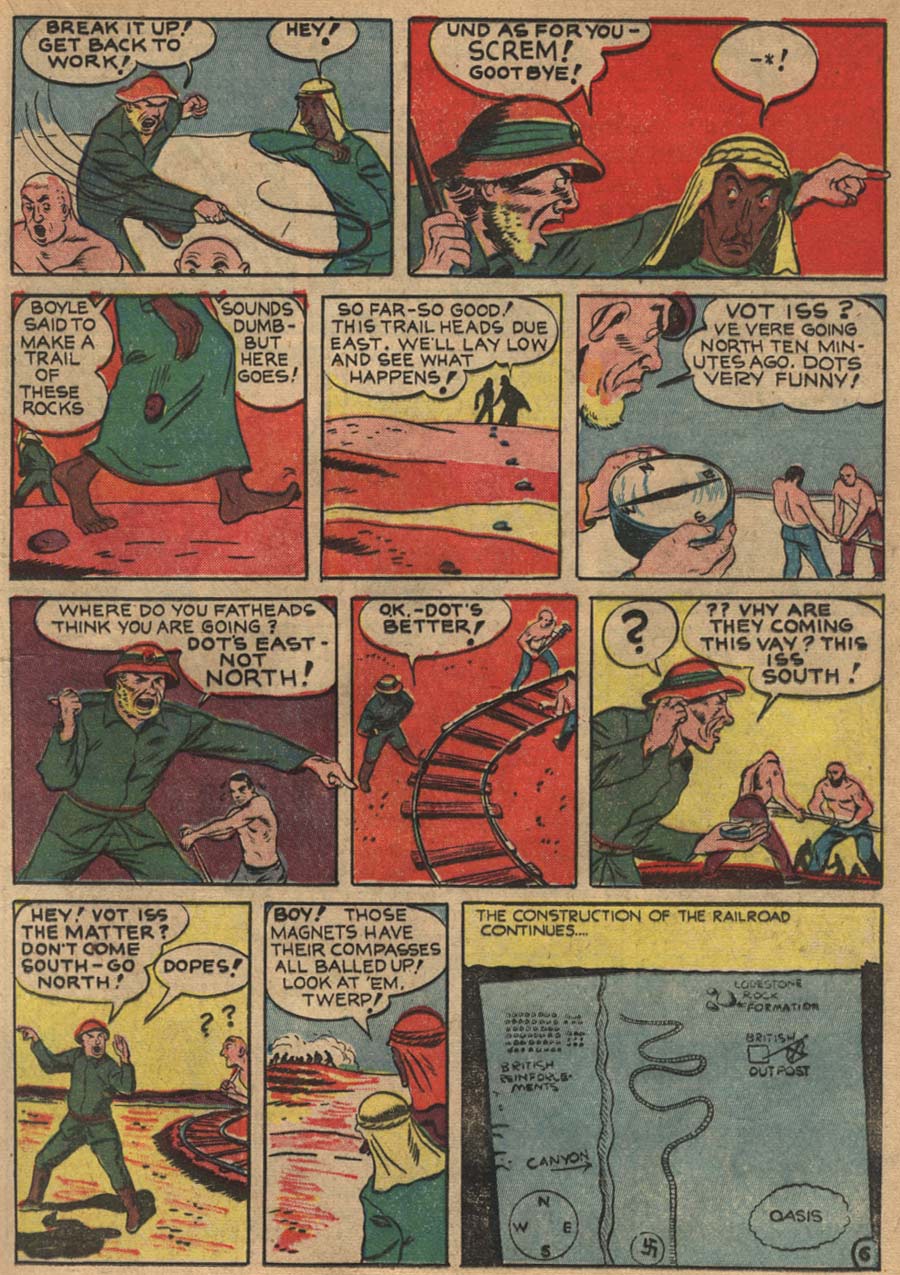 BREAK IT UP!
GET BACK TO
WORK!
HEY!
UND AS FOR YOU-
SCREM!
GOOTBYE!
-*!
BOYLE
SAID TO
MAKE A
TRAIL
OF
THESE
ROCKS
SOUNDS
DUMB-
BUT
HERE
GOES!
SO FAR-SO GOOD!
THIS TRAIL HEADS DUE
EAST. WE'LL LAY LOW
AND SEE WHAT
HAPPENS!
VOT ISS?
VE VERE GOING
NORTH TEN MIN-
UTES AGO. DOTS
VERY FUNNY!
N
E
S
W
WHERE DO YOU FATHEADS
THINK YOU ARE GOING?
DOT'S EAST-
NOT
NORTH!
O.K.-DOT'S
BETTER!
?
?? VHY ARE
THEY COMING
THIS VAY? THIS
ISS
SOUTH!
HEY! VOT ISS
THE MATTER?
DON'T COME
SOUTH-GO
NORTH!
DOPES!
? ?
BOY! THOSE
MAGNETS HAVE
THEIR COMPASSES
ALL BALLED UP!
LOOK AT 'EM,
TWERP!
THE CONSTRUCTION OF THE RAILROAD
CONTINUES....
LODESTONE
ROCK
FORMATION
BRITISH
OUTPOST
BRITISH
REINFORCE-
MENTS
CANYON
N
W E
S
OASIS
6